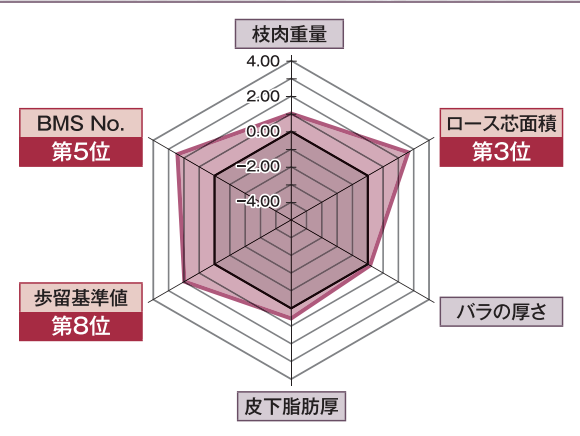 枝肉重量
4.00
2.00
0.00
−2.00
−4.00
BMS No.
第5位
ロース芯面積
第3位
歩留基準値
第8位
バラの厚さ
皮下脂肪厚